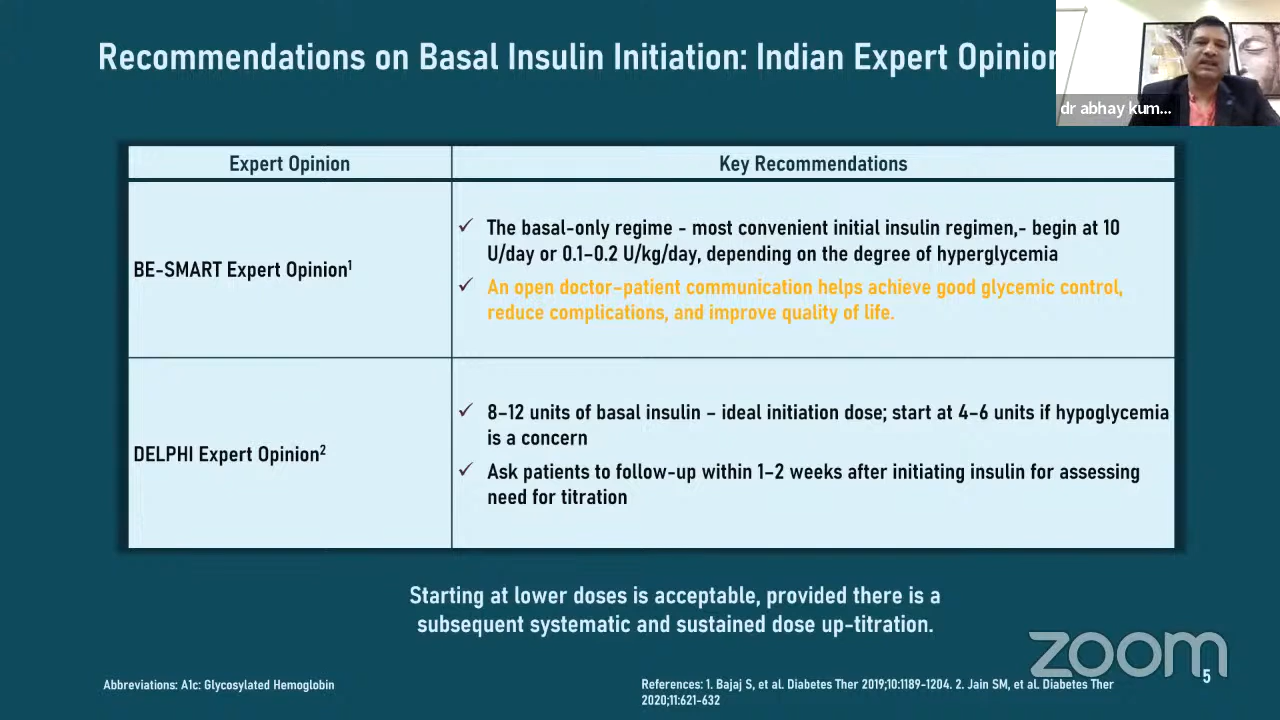 Recommendations on Basal Insulin Initiation: Indian Expert Opinion
dr abhay kum...
Expert Opinion
Key Recommendations
BE-SMART Expert Opinion1
✓ The basal-only regime - most convenient initial insulin regimen,- begin at 10
U/day or 0.1–0.2 U/kg/day, depending on the degree of hyperglycemia
✓ An open doctor–patient communication helps achieve good glycemic control,
reduce complications, and improve quality of life.
DELPHI Expert Opinion2
✓ 8–12 units of basal insulin – ideal initiation dose; start at 4–6 units if hypoglycemia
is a concern
✓ Ask patients to follow-up within 1–2 weeks after initiating insulin for assessing
need for titration
Starting at lower doses is acceptable, provided there is a
subsequent systematic and sustained dose up-titration.
zoom
5
Abbreviations: A1c: Glycosylated Hemoglobin
References: 1. Bajaj S, et al. Diabetes Ther 2019;10:1189-1204. 2. Jain SM, et al. Diabetes Ther
2020;11:621-632